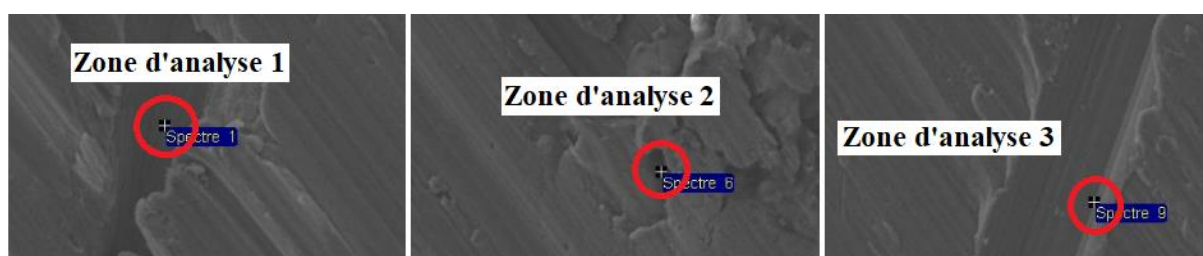 Zone d'analyse 1
Spectre 1
Zone d'analyse 2
Spectre 6
Zone d'analyse 3
Spectre 9